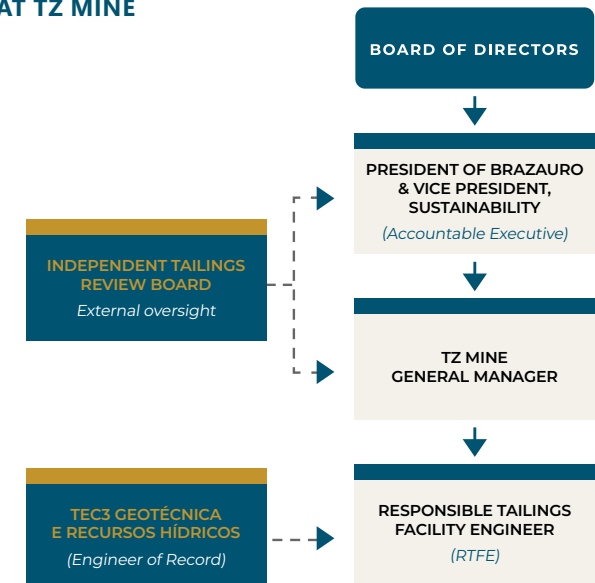 AT TZ MINE
BOARD OF DIRECTORS
PRESIDENT OF BRAZAURO
& VICE PRESIDENT,
SUSTAINABILITY
(Accountable Executive)
INDEPENDENT TAILINGS
REVIEW BOARD
External oversight
TZ MINE
GENERAL MANAGER
TEC3 GEOTÉCNICA
E RECURSOS HÍDRICOS
(Engineer of Record)
RESPONSIBLE TAILINGS
FACILITY ENGINEER
(RTFE)